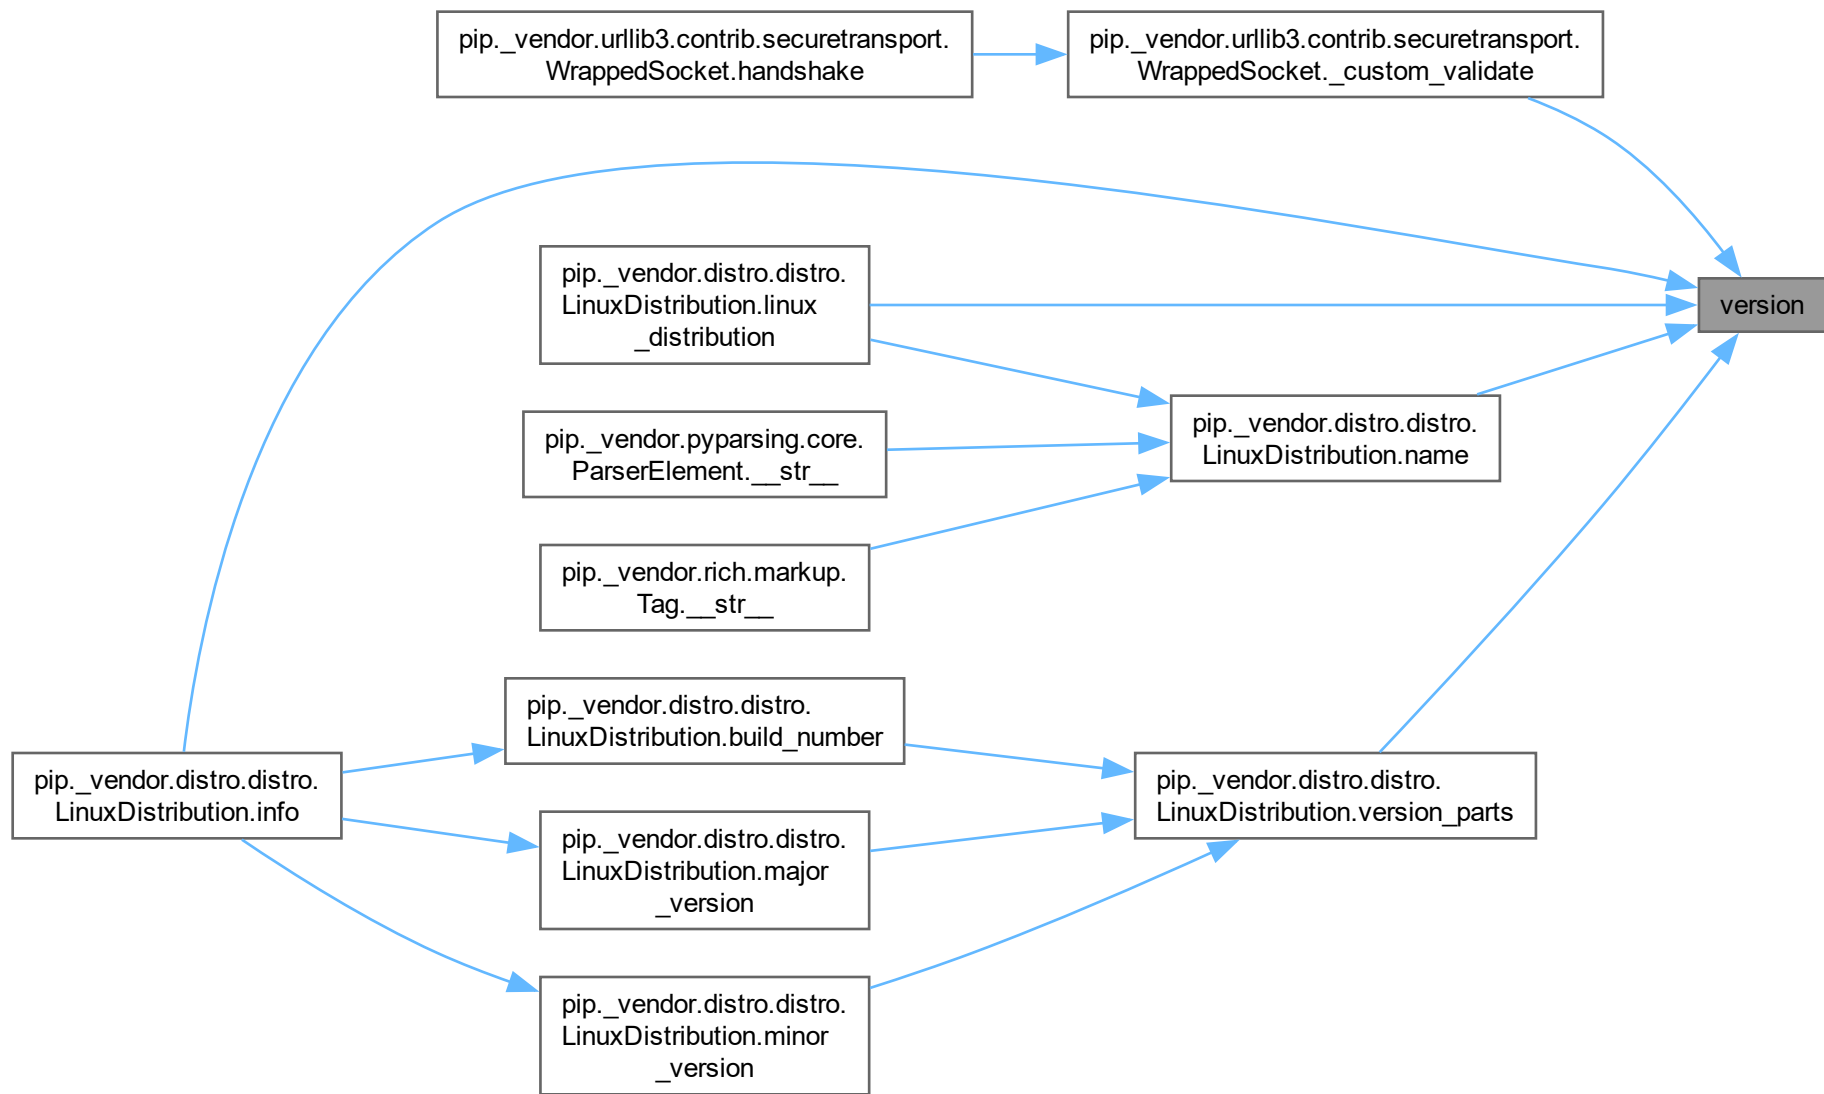 pip._vendor.urllib3.contrib.securetransport.
WrappedSocket.handshake
pip._vendor.urllib3.contrib.securetransport.
WrappedSocket._custom_validate
version
pip._vendor.distro.distro.
LinuxDistribution.linux
_distribution
pip._vendor.pyparsing.core.
ParserElement.__str__
pip._vendor.distro.distro.
LinuxDistribution.name
pip._vendor.rich.markup.
Tag.__str__
pip._vendor.distro.distro.
LinuxDistribution.build_number
pip._vendor.distro.distro.
LinuxDistribution.info
pip._vendor.distro.distro.
LinuxDistribution.version_parts
pip._vendor.distro.distro.
LinuxDistribution.major
_version
pip._vendor.distro.distro.
LinuxDistribution.minor
_version